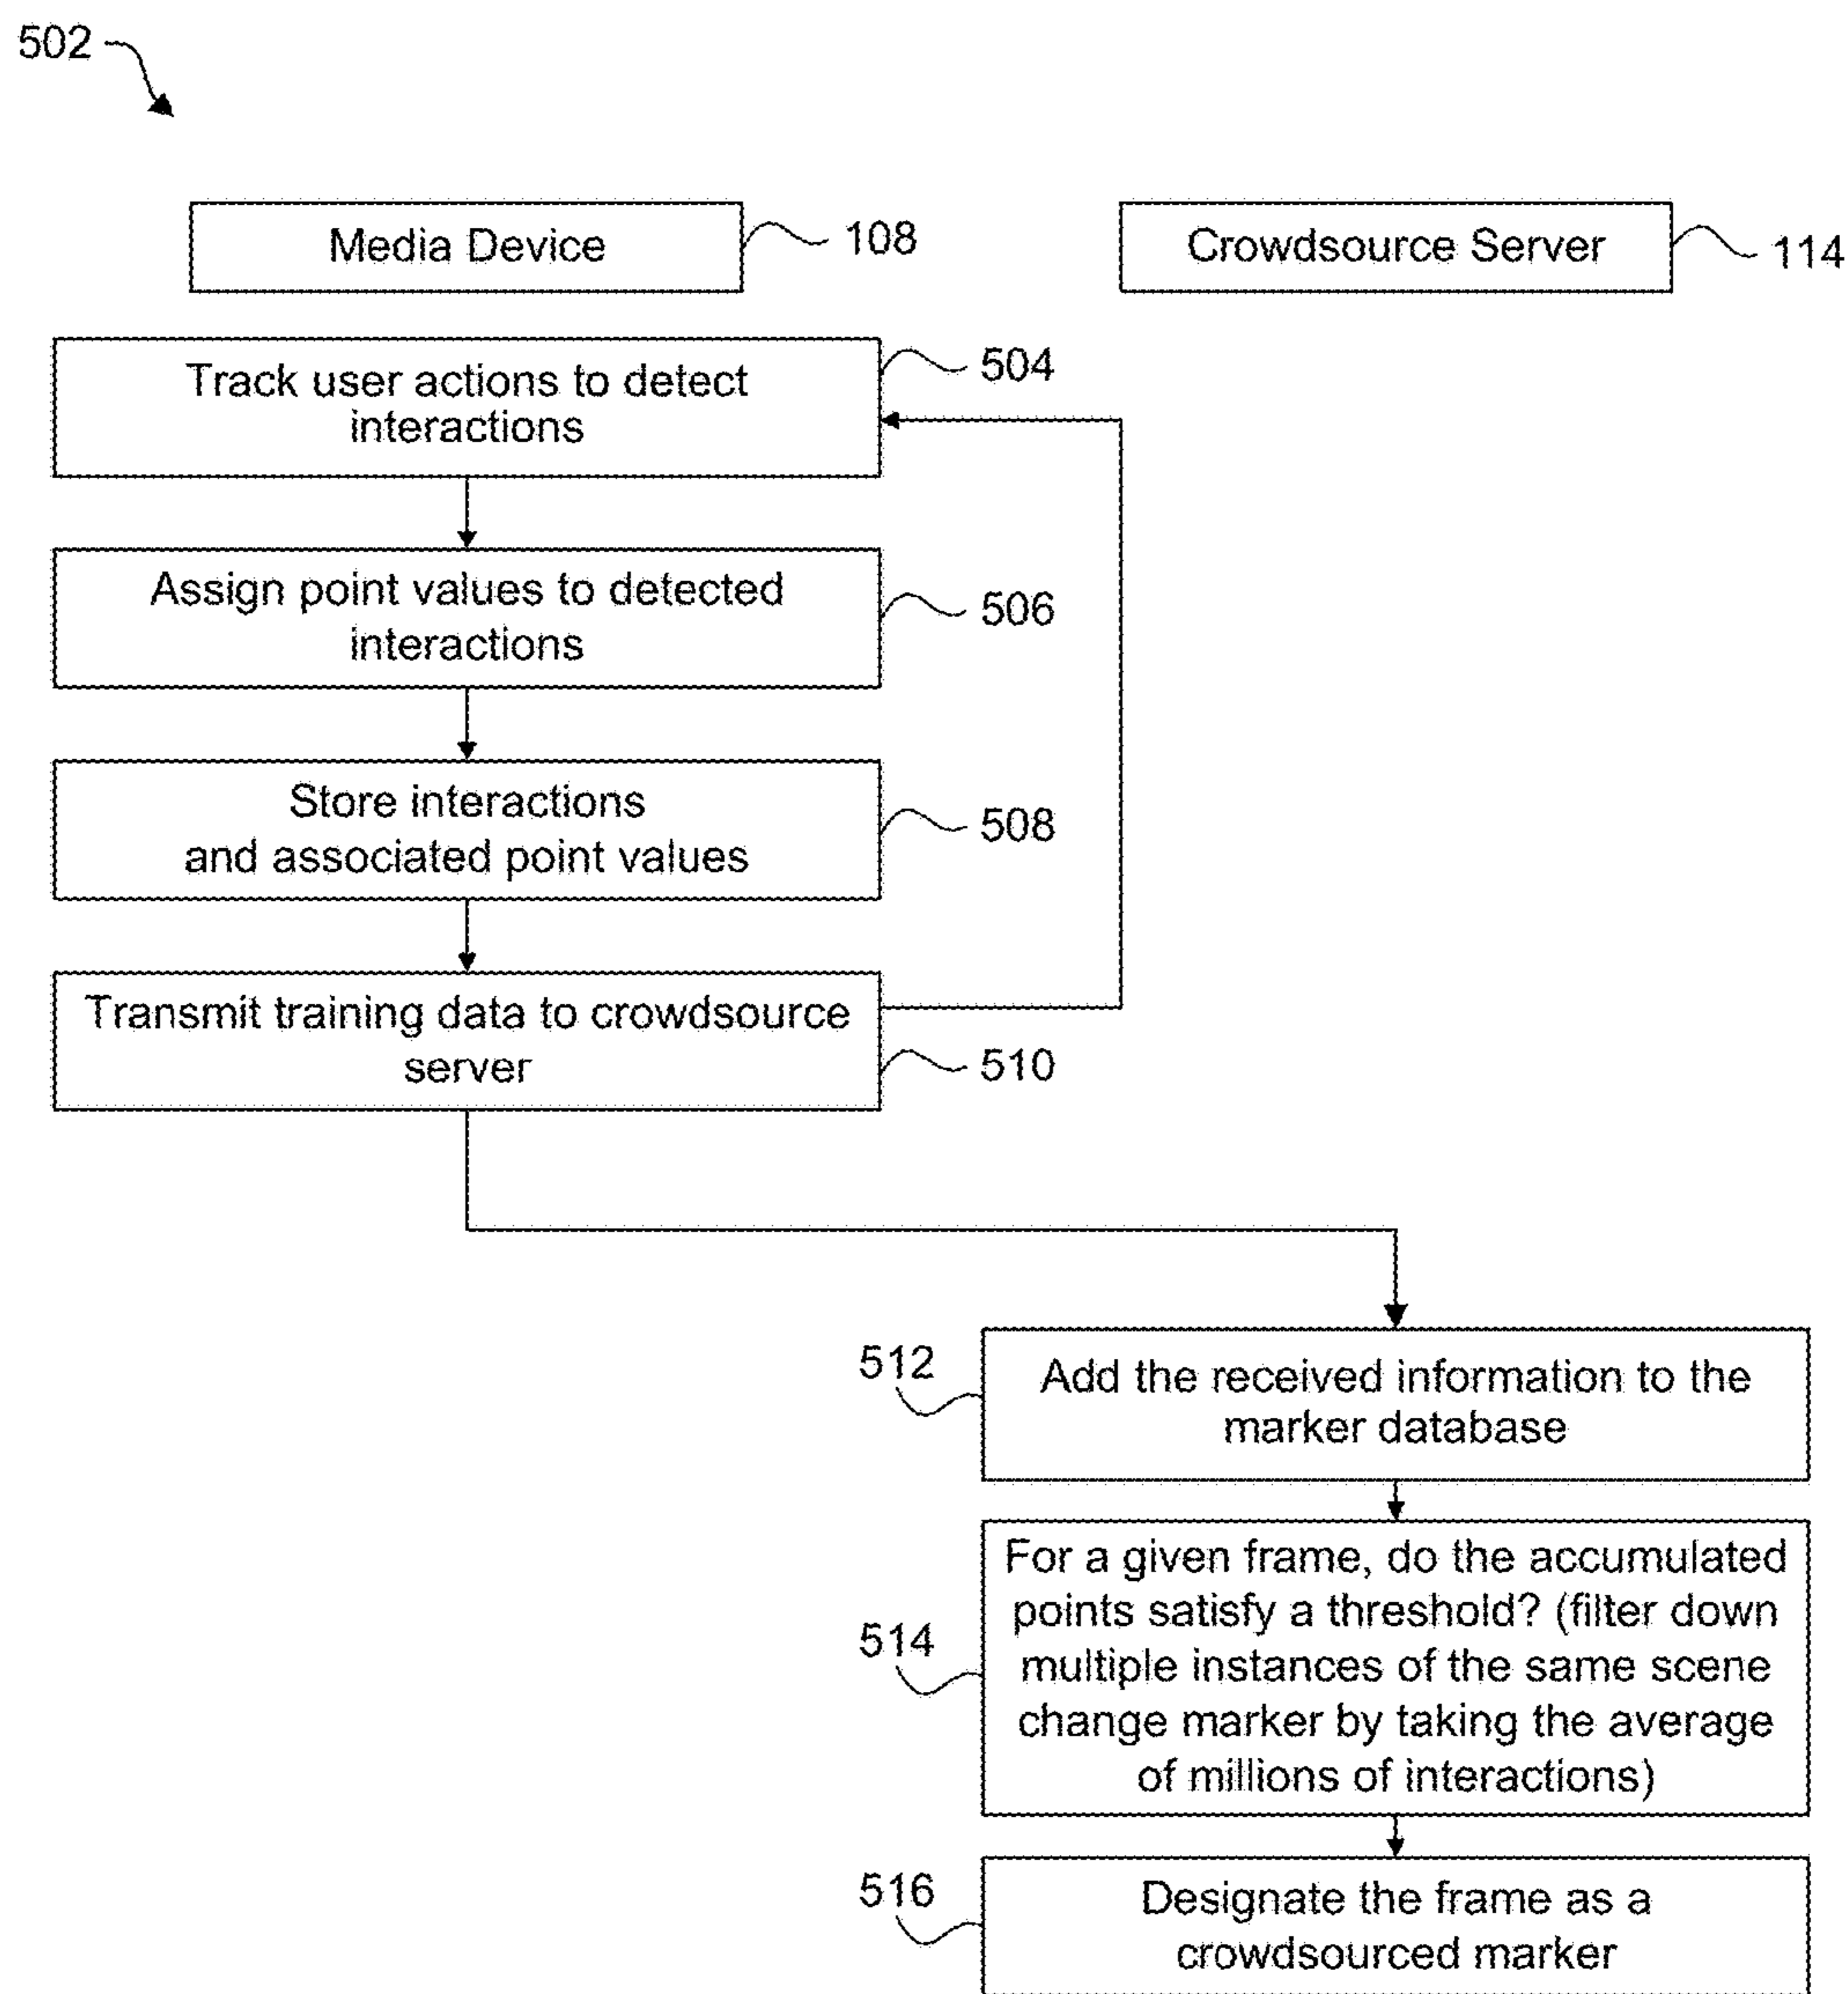 502
Media Device
108
Crowdsource Server
114
Track user actions to detect
interactions
504
Assign point values to detected
interactions
506
Store interactions
and associated point values
508
Transmit training data to crowdsource
server
510
512
Add the received information to the
marker database
514
For a given frame, do the accumulated
points satisfy a threshold? (filter down
multiple instances of the same scene
change marker by taking the average
of millions of interactions)
516
Designate the frame as a
crowdsourced marker